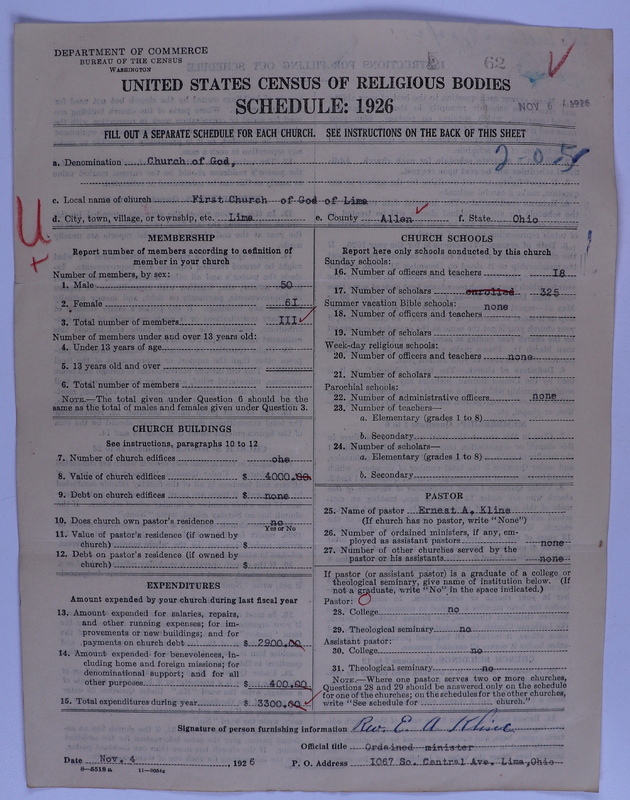 DEPARTMENT OF COMMERCE
BUREAU OF THE CENSUS
WASHINGTON
62
UNITED STATES CENSUS OF RELIGIOUS BODIES
SCHEDULE: 1926
NOV 6 1926
FILL OUT A SEPARATE SCHEDULE FOR EACH CHURCH. SEE INSTRUCTIONS ON THE BACK OF THIS SHEET
a. Denomination Church of God,
2-0-5
c. Local name of church First Church of God of Lima
d. City, town, village, or township, etc. Lima e. County Allen f. State Ohio
MEMBERSHIP
Report number of members according to definition of
member in your church
Number of members, by sex:
1. Male 50
2. Female 61
3. Total number of members III
Number of members under and over 13 years old:
4. Under 13 years of age
5. 13 years old and over
6. Total number of members
NOTE.—The total given under Question 6 should be the
same as the total of males and females given under Question 3.
CHURCH BUILDINGS
See instructions, paragraphs 10 to 12
7. Number of church edifices one
8. Value of church edifices $ 4000.00
9. Debt on church edifices $ none
10. Does church own pastor's residence no
Yes or No
11. Value of pastor's residence (if owned by
church) $
12. Debt on pastor's residence (if owned by
church) $
EXPENDITURES
Amount expended by your church during last fiscal year
13. Amount expended for salaries, repairs,
and other running expenses; for im-
provements or new buildings; and for
payments on church debt $ 2900.00
14. Amount expended for benevolences, in-
cluding home and foreign missions; for
denominational support; and for all
other purposes $ 400.00
15. Total expenditures during year $ 3300.00
CHURCH SCHOOLS
Report here only schools conducted by this church
Sunday schools:
16. Number of officers and teachers I8
17. Number of scholars enrolled 325
Summer vacation Bible schools: none
18. Number of officers and teachers
19. Number of scholars
Week-day religious schools:
20. Number of officers and teachers none
21. Number of scholars
Parochial schools:
22. Number of administrative officers none
23. Number of teachers—
a. Elementary (grades 1 to 8)
b. Secondary
24. Number of scholars—
a. Elementary (grades 1 to 8)
b. Secondary
PASTOR
25. Name of pastor Ernest A. Kline
(If church has no pastor, write "None")
26. Number of ordained ministers, if any, em-
ployed as assistant pastors none
27. Number of other churches served by the
pastor or his assistants none
If pastor (or assistant pastor) is a graduate of a college or
theological seminary, give name of institution below. (If
not a graduate, write "No" in the space indicated.)
Pastor: 0
28. College no
29. Theological seminary no
Assistant pastor:
30. College no
31. Theological seminary no
NOTE.—Where one pastor serves two or more churches,
Questions 28 and 29 should be answered only on the schedule
for one of the churches; on the schedules for the other churches,
write "See schedule for church."
Signature of person furnishing information Rev. E. A. Kline
Official title Ordained minister
Date Nov. 4, 1926 P. O. Address I067 So. Central Ave. Lima, Ohio
8—5518a 11—9054a